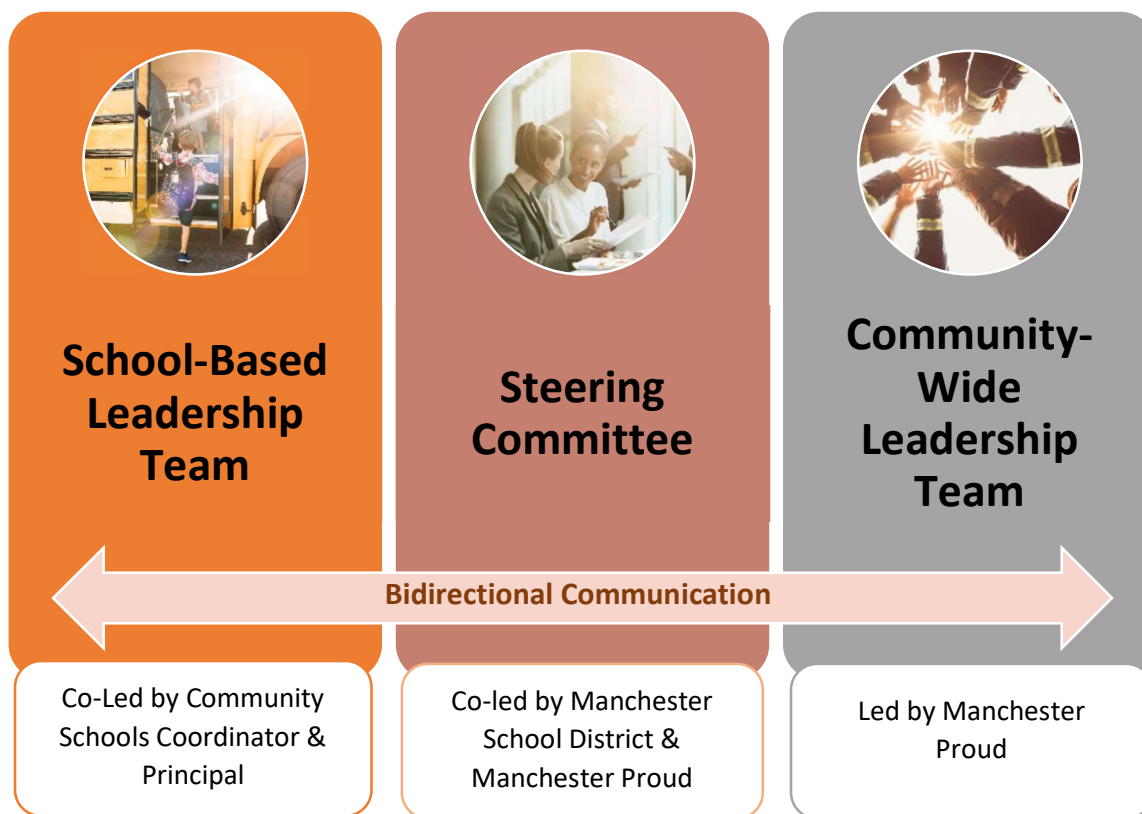 School-Based
Leadership
Team
Steering
Committee
Community-
Wide
Leadership
Team
Bidirectional Communication
Co-Led by Community
Schools Coordinator &
Principal
Co-led by Manchester
School District &
Manchester Proud
Led by Manchester
Proud